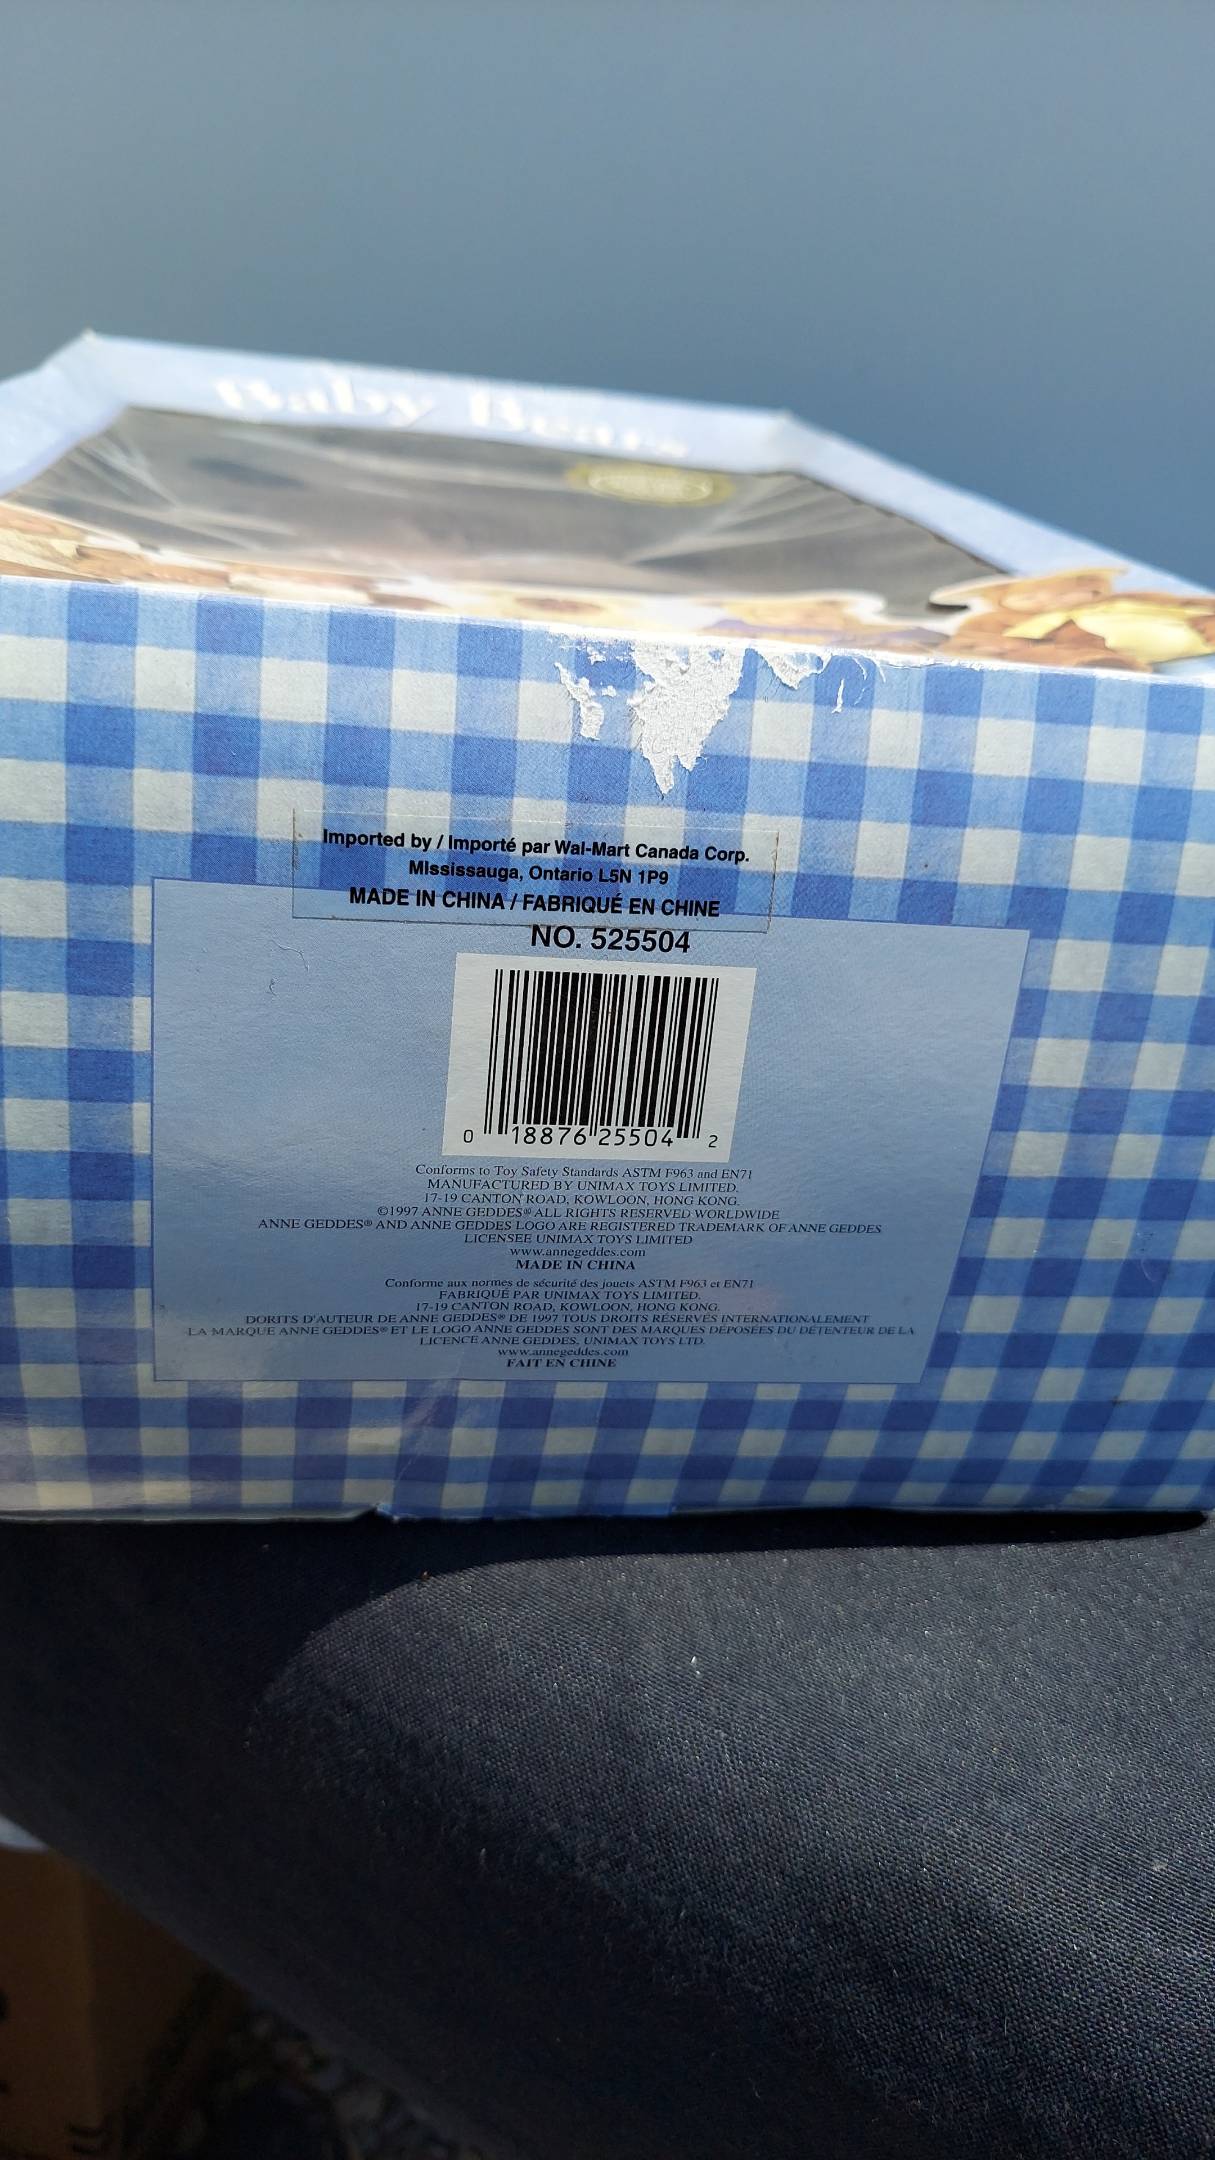 Baby Bears
Imported by / Importé par Wal-Mart Canada Corp.
Mississauga, Ontario L5N 1P9
MADE IN CHINA / FABRIQUÉ EN CHINE
NO. 525504
0 18876 25504 2
Conforms to Toy Safety Standards ASTM F963 and EN71
MANUFACTURED BY UNIMAX TOYS LIMITED.
17-19 CANTON ROAD, KOWLOON, HONG KONG.
©1997 ANNE GEDDES® ALL RIGHTS RESERVED WORLDWIDE
ANNE GEDDES® AND ANNE GEDDES LOGO ARE REGISTERED TRADEMARK OF ANNE GEDDES
LICENSEE UNIMAX TOYS LIMITED
www.annegeddes.com
MADE IN CHINA
Conforme aux normes de sécurité des jouets ASTM F963 et EN71
FABRIQUÉ PAR UNIMAX TOYS LIMITED.
17-19 CANTON ROAD, KOWLOON, HONG KONG.
DORITS D'AUTEUR DE ANNE GEDDES® DE 1997 TOUS DROITS RÉSERVÉS INTERNATIONALEMENT
LA MARQUE ANNE GEDDES® ET LE LOGO ANNE GEDDES SONT DES MARQUES DÉPOSÉES DU DÉTENTEUR DE LA
LICENCE ANNE GEDDES, UNIMAX TOYS LTD.
www.annegeddes.com
FAIT EN CHINE